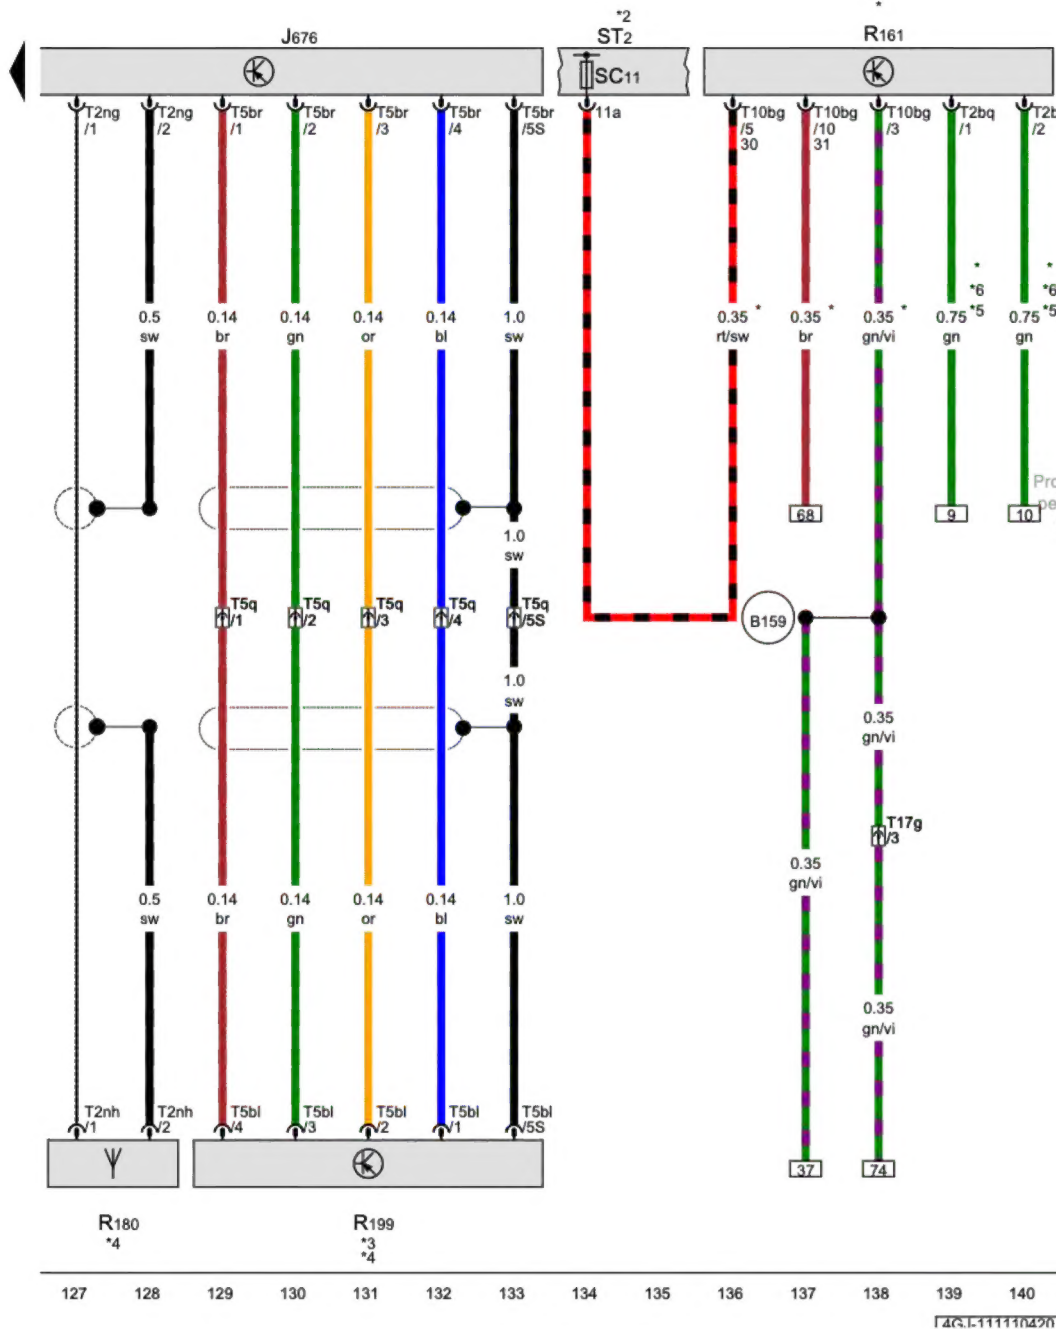 *2
*
J676
ST2
R161
SC11
T2ng T2ng T5br T5br T5br T5br T5br 11a T10bg T10bg T10bg T2bq
/1 /2 /1 /2 /3 /4 /5S /5 /10 /3 /1 /2
30 31
* *
*6 *6
0.5 0.14 0.14 0.14 0.14 1.0 0.35 * 0.35 * 0.35 * 0.75 *5 0.75 *5
sw br gn or bl sw rt/sw br gn/vi gn gn
68 9 10
1.0
sw
T5q T5q T5q T5q T5q
/1 /2 /3 /4 /5S
B159
1.0
sw
0.35
gn/vi
T17g
/3
0.35
gn/vi
0.5 0.14 0.14 0.14 0.14 1.0
sw br gn or bl sw
0.35
gn/vi
T2nh T2nh T5bl T5bl T5bl T5bl T5bl
/1 /2 /4 /3 /2 /1 /5S
37 74
R180 R199
*4 *3
*4
127 128 129 130 131 132 133 134 135 136 137 138 139 140
4GJ-111110420